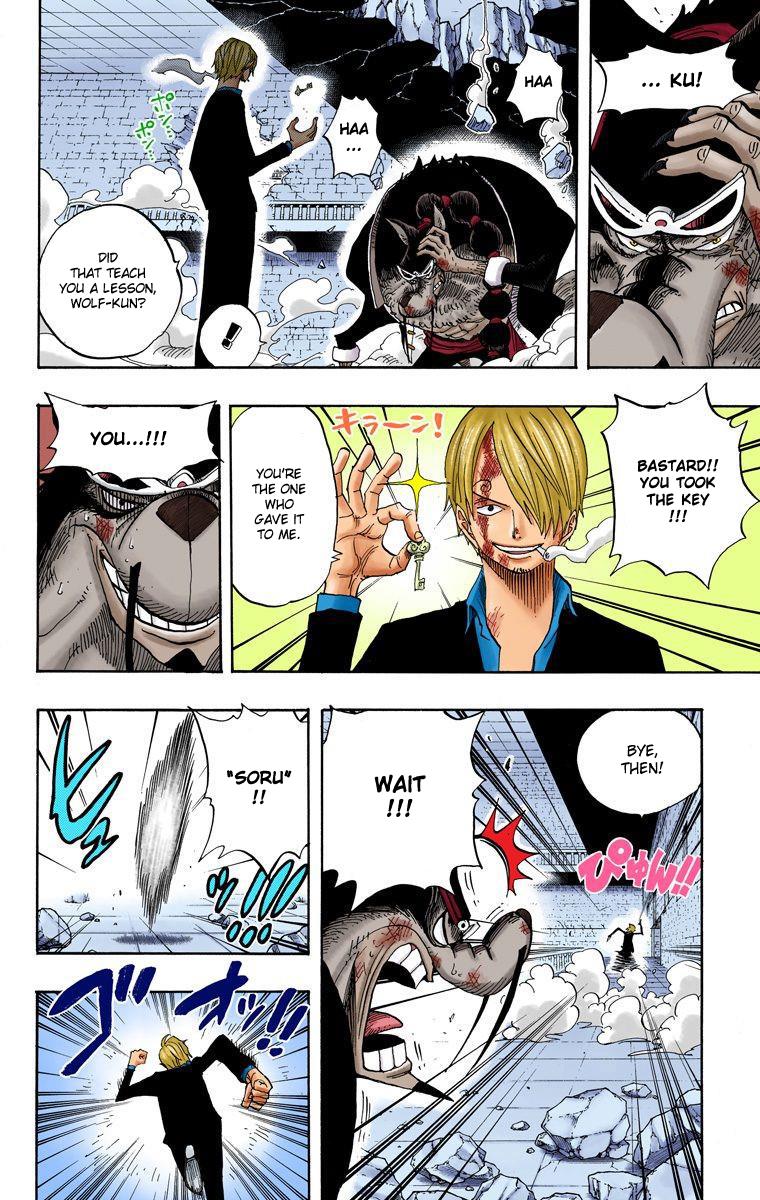 ... KU!
HAA
HAA
...
ポン
ポン...
DID
THAT TEACH
YOU A LESSON,
WOLF-KUN?
!
BASTARD!!
YOU TOOK
THE KEY
!!!
キラーン!
YOU'RE
THE ONE
WHO
GAVE IT
TO ME.
YOU...!!!
BYE,
THEN!
ぴゅん!!
WAIT
!!!
"SORU"
!!
ヒュ
!!!
ゴオッ!!